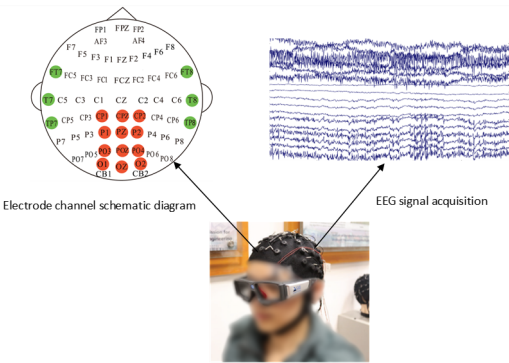 FP1 FPZ FP2
AF3 AF4
F7 F5 F3 F1 FZ F2 F4 F6 F8
FT7 FC5 FC3 FC1 FCZ FC2 FC4 FC6 FT8
T7 C5 C3 C1 CZ C2 C4 C6 T8
TP7 CP5 CP3 CP1 CPZ CP2 CP4 CP6 TP8
P7 P5 P3 P1 PZ P2 P4 P6 P8
PO7 PO5 PO3 POZ PO4 PO6 PO8
O1 OZ O2
CB1 CB2
Electrode channel schematic diagram
EEG signal acquisition